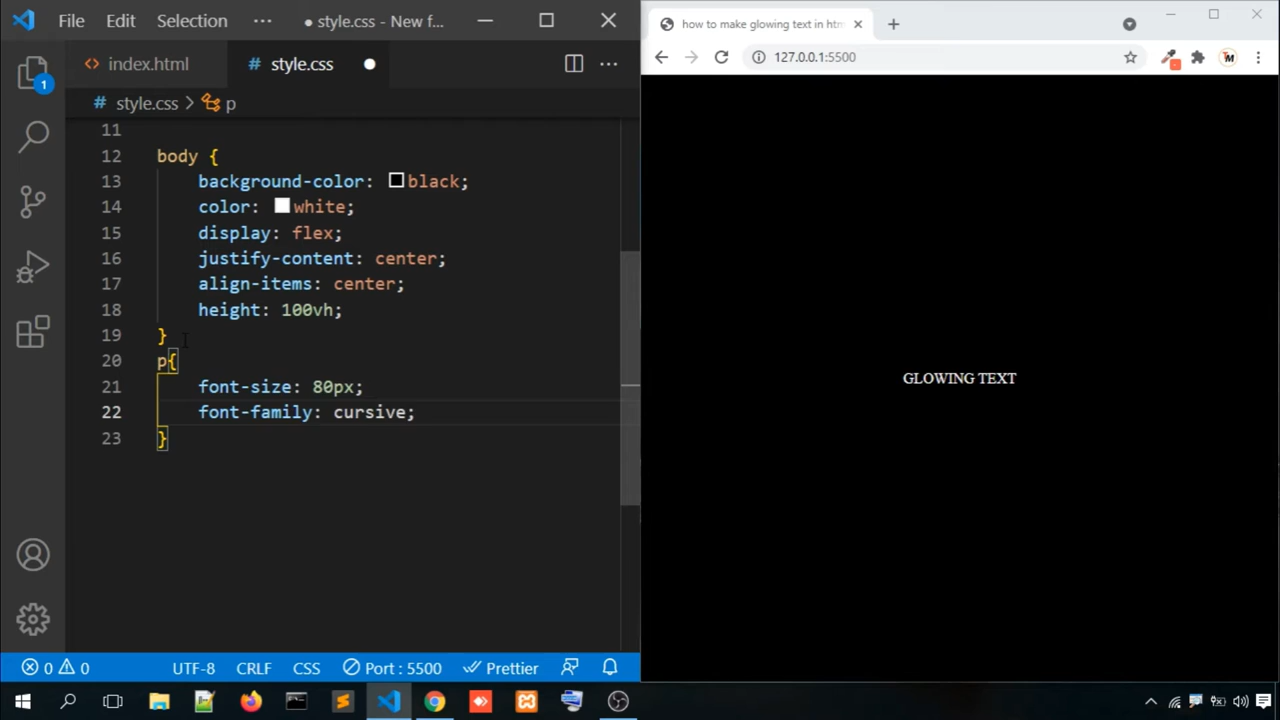 File Edit Selection ··· ● style.css - New f...
<> index.html # style.css ● ···
# style.css > p
11
12 body {
13 background-color: black;
14 color: white;
15 display: flex;
16 justify-content: center;
17 align-items: center;
18 height: 100vh;
19 }
20 p{
21 font-size: 80px;
22 font-family: cursive;
23 }
1
0 0 UTF-8 CRLF CSS Port : 5500 Prettier
how to make glowing text in htm
127.0.0.1:5500
TM
GLOWING TEXT